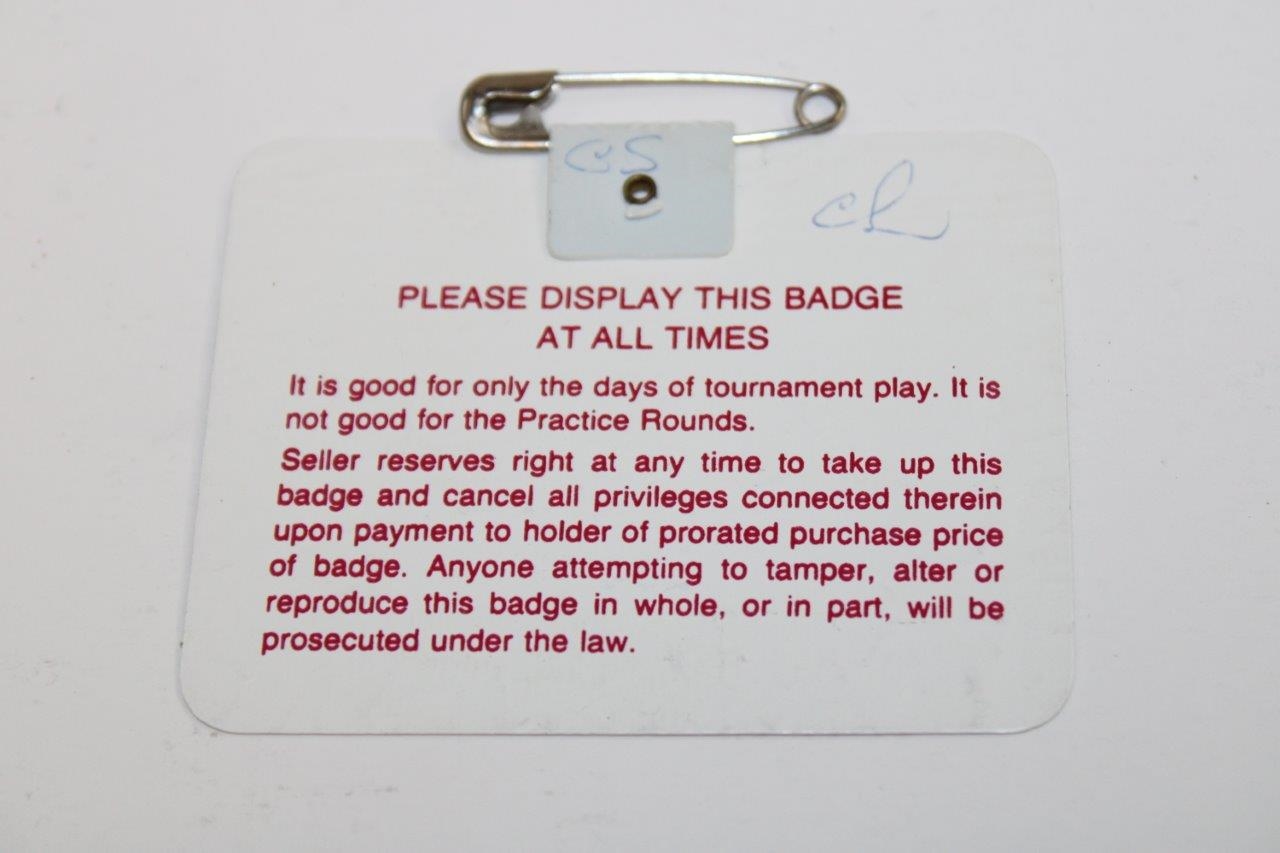 CS
ch
PLEASE DISPLAY THIS BADGE
AT ALL TIMES
It is good for only the days of tournament play. It is
not good for the Practice Rounds.
Seller reserves right at any time to take up this
badge and cancel all privileges connected therein
upon payment to holder of prorated purchase price
of badge. Anyone attempting to tamper, alter or
reproduce this badge in whole, or in part, will be
prosecuted under the law.